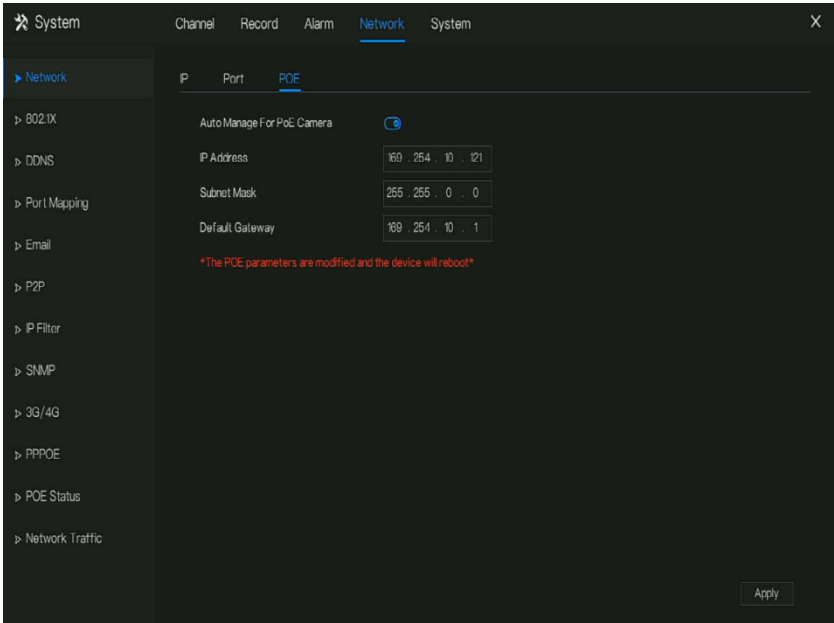 System
Channel Record Alarm Network System X
Network
IP Port POE
802.1X
Auto Manage For PoE Camera
DDNS
IP Address 169 . 254 . 10 . 121
Port Mapping
Subnet Mask 255 . 255 . 0 . 0
Default Gateway 169 . 254 . 10 . 1
Email
*The POE parameters are modified and the device will reboot*
P2P
IP Filter
SNMP
3G/4G
PPPOE
POE Status
Network Traffic
Apply